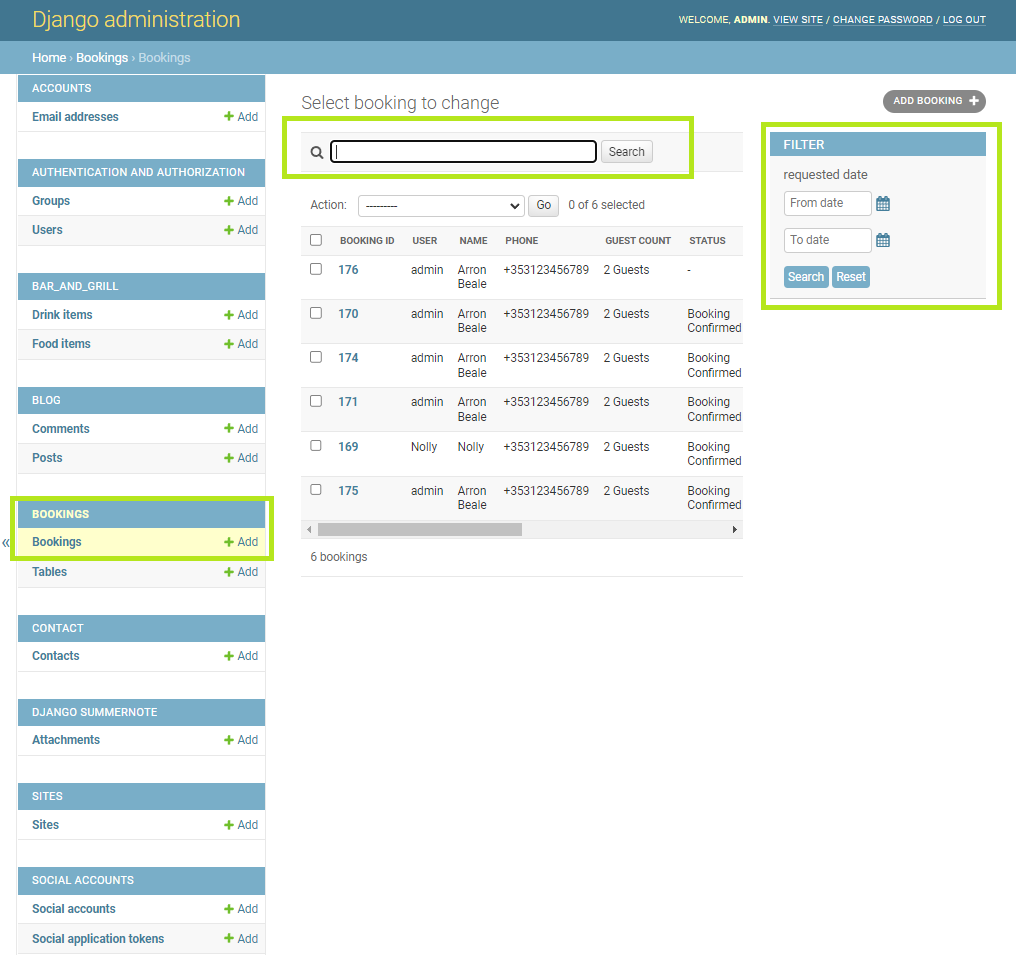 Django administration
WELCOME, ADMIN. VIEW SITE / CHANGE PASSWORD / LOG OUT
Home › Bookings › Bookings
«
ACCOUNTS
Email addresses + Add
AUTHENTICATION AND AUTHORIZATION
Groups + Add
Users + Add
BAR_AND_GRILL
Drink items + Add
Food items + Add
BLOG
Comments + Add
Posts + Add
BOOKINGS
Bookings + Add
Tables + Add
CONTACT
Contacts + Add
DJANGO SUMMERNOTE
Attachments + Add
SITES
Sites + Add
SOCIAL ACCOUNTS
Social accounts + Add
Social application tokens + Add
Select booking to change
ADD BOOKING +
Search
Action: --------- Go 0 of 6 selected
BOOKING ID USER NAME PHONE GUEST COUNT STATUS
176 admin Arron Beale +353123456789 2 Guests -
170 admin Arron Beale +353123456789 2 Guests Booking Confirmed
174 admin Arron Beale +353123456789 2 Guests Booking Confirmed
171 admin Arron Beale +353123456789 2 Guests Booking Confirmed
169 Nolly Nolly +353123456789 2 Guests Booking Confirmed
175 admin Arron Beale +353123456789 2 Guests Booking Confirmed
6 bookings
FILTER
requested date
From date
To date
Search Reset